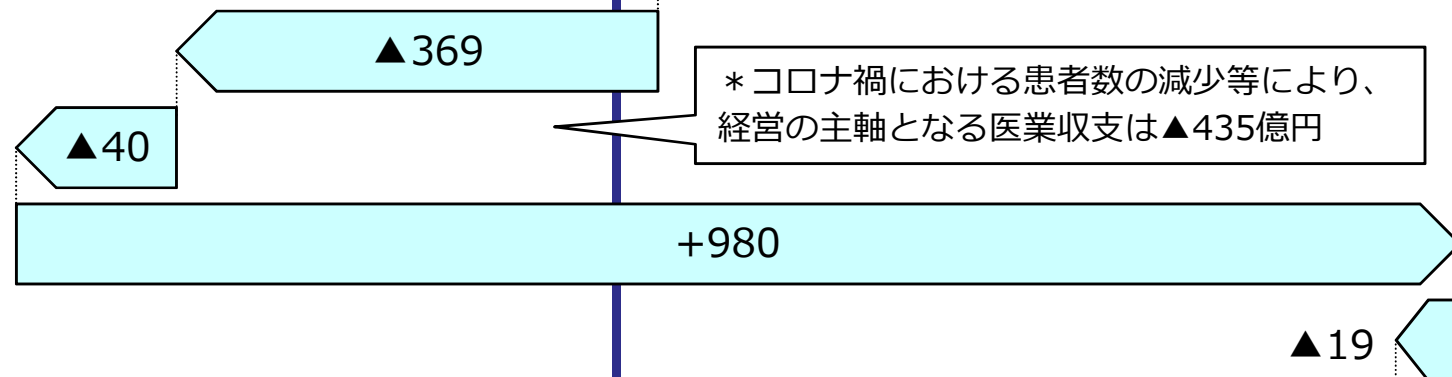 ▲369
＊コロナ禍における患者数の減少等により、
経営の主軸となる医業収支は▲435億円
▲40
+980
▲19